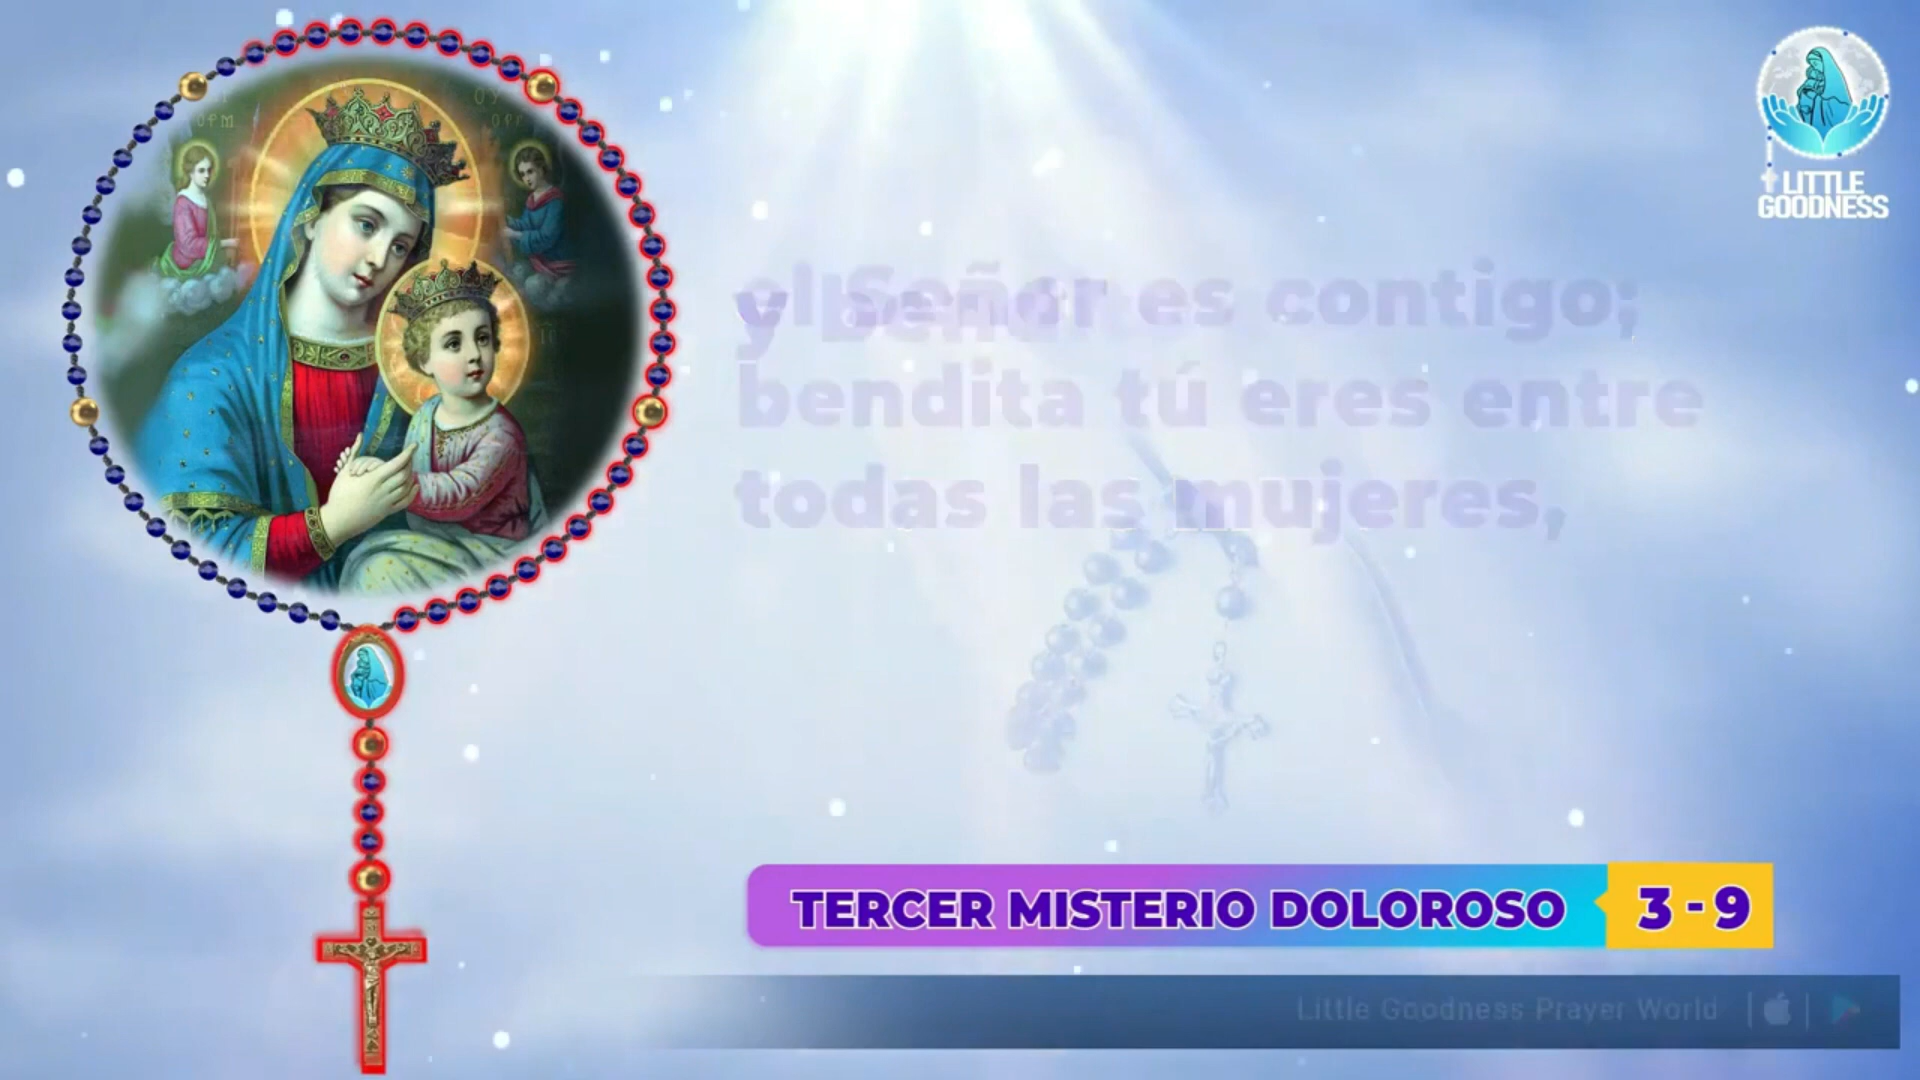 LITTLE
GOODNESS
el Señor es contigo;
bendita tú eres entre
todas las mujeres,
TERCER MISTERIO DOLOROSO 3 - 9
Little Goodness Prayer World